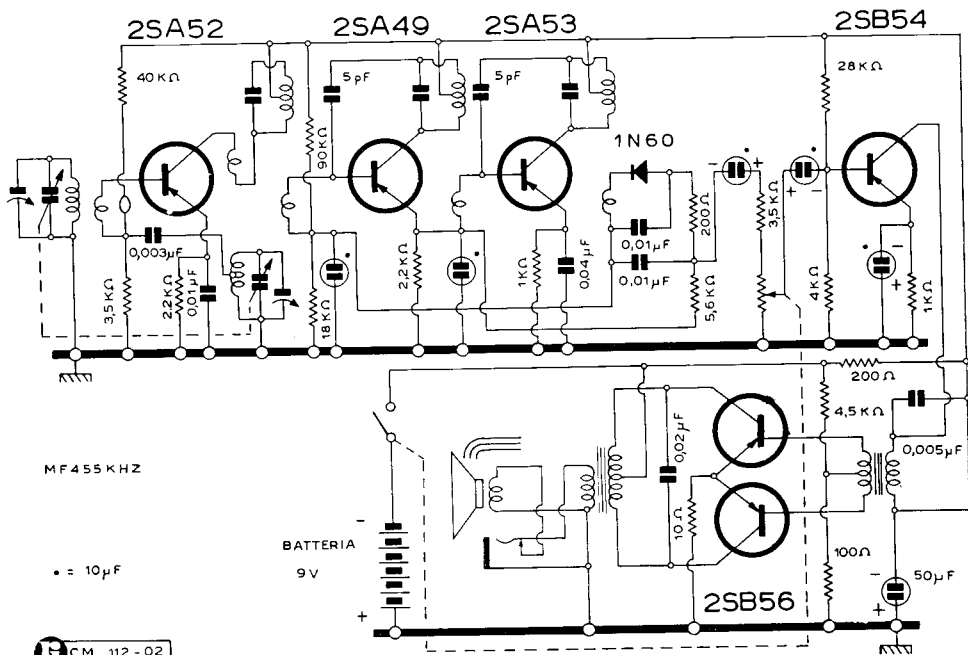 2SA52
2SA49
2SA53
2SB54
40KΩ
5pF
5pF
28KΩ
90KΩ
1N60
-
+
+
-
200Ω
3,5KΩ
0,003µF
0,01µF
0,01µF
3,5KΩ
2.2KΩ
0,01µF
18KΩ
2,2KΩ
1KΩ
0,04µF
5,6KΩ
4KΩ
-
+
1KΩ
200Ω
4,5KΩ
0,005µF
0,02µF
10Ω
100Ω
MF455KHZ
-
BATTERIA
9V
+
• = 10µF
-
50µF
+
2SB56
CM 112-02